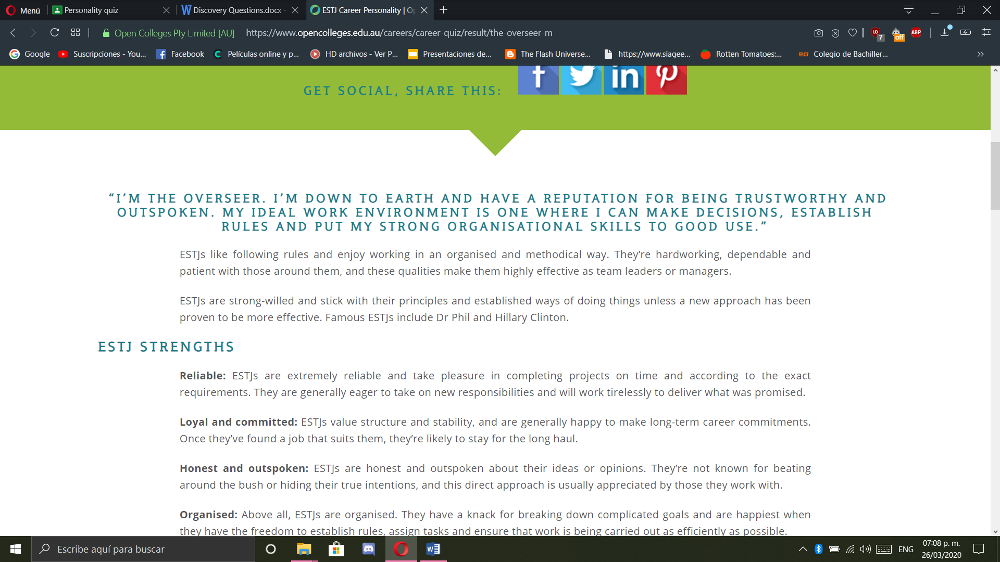 Menú
Personality quiz
Discovery Questions.docx -
ESTJ Career Personality | Op
Open Colleges Pty Limited [AU]
https://www.opencolleges.edu.au/careers/career-quiz/result/the-overseer-m
7
off
ABP
Google
Suscripciones - You...
Facebook
Películas online y p...
HD archivos - Ver P...
Presentaciones de...
The Flash Universe...
https://www.siagee...
Rotten Tomatoes:...
Colegio de Bachiller...
GET SOCIAL, SHARE THIS:
“I’M THE OVERSEER. I’M DOWN TO EARTH AND HAVE A REPUTATION FOR BEING TRUSTWORTHY AND
OUTSPOKEN. MY IDEAL WORK ENVIRONMENT IS ONE WHERE I CAN MAKE DECISIONS, ESTABLISH
RULES AND PUT MY STRONG ORGANISATIONAL SKILLS TO GOOD USE.”
ESTJs like following rules and enjoy working in an organised and methodical way. They’re hardworking, dependable and
patient with those around them, and these qualities make them highly effective as team leaders or managers.
ESTJs are strong-willed and stick with their principles and established ways of doing things unless a new approach has been
proven to be more effective. Famous ESTJs include Dr Phil and Hillary Clinton.
ESTJ STRENGTHS
Reliable: ESTJs are extremely reliable and take pleasure in completing projects on time and according to the exact
requirements. They are generally eager to take on new responsibilities and will work tirelessly to deliver what was promised.
Loyal and committed: ESTJs value structure and stability, and are generally happy to make long-term career commitments.
Once they’ve found a job that suits them, they’re likely to stay for the long haul.
Honest and outspoken: ESTJs are honest and outspoken about their ideas or opinions. They’re not known for beating
around the bush or hiding their true intentions, and this direct approach is usually appreciated by those they work with.
Organised: Above all, ESTJs are organised. They have a knack for breaking down complicated goals and are happiest when
they have the freedom to establish rules, assign tasks and ensure that work is being carried out as efficiently as possible.
Escribe aquí para buscar
ENG
07:08 p. m.
26/03/2020